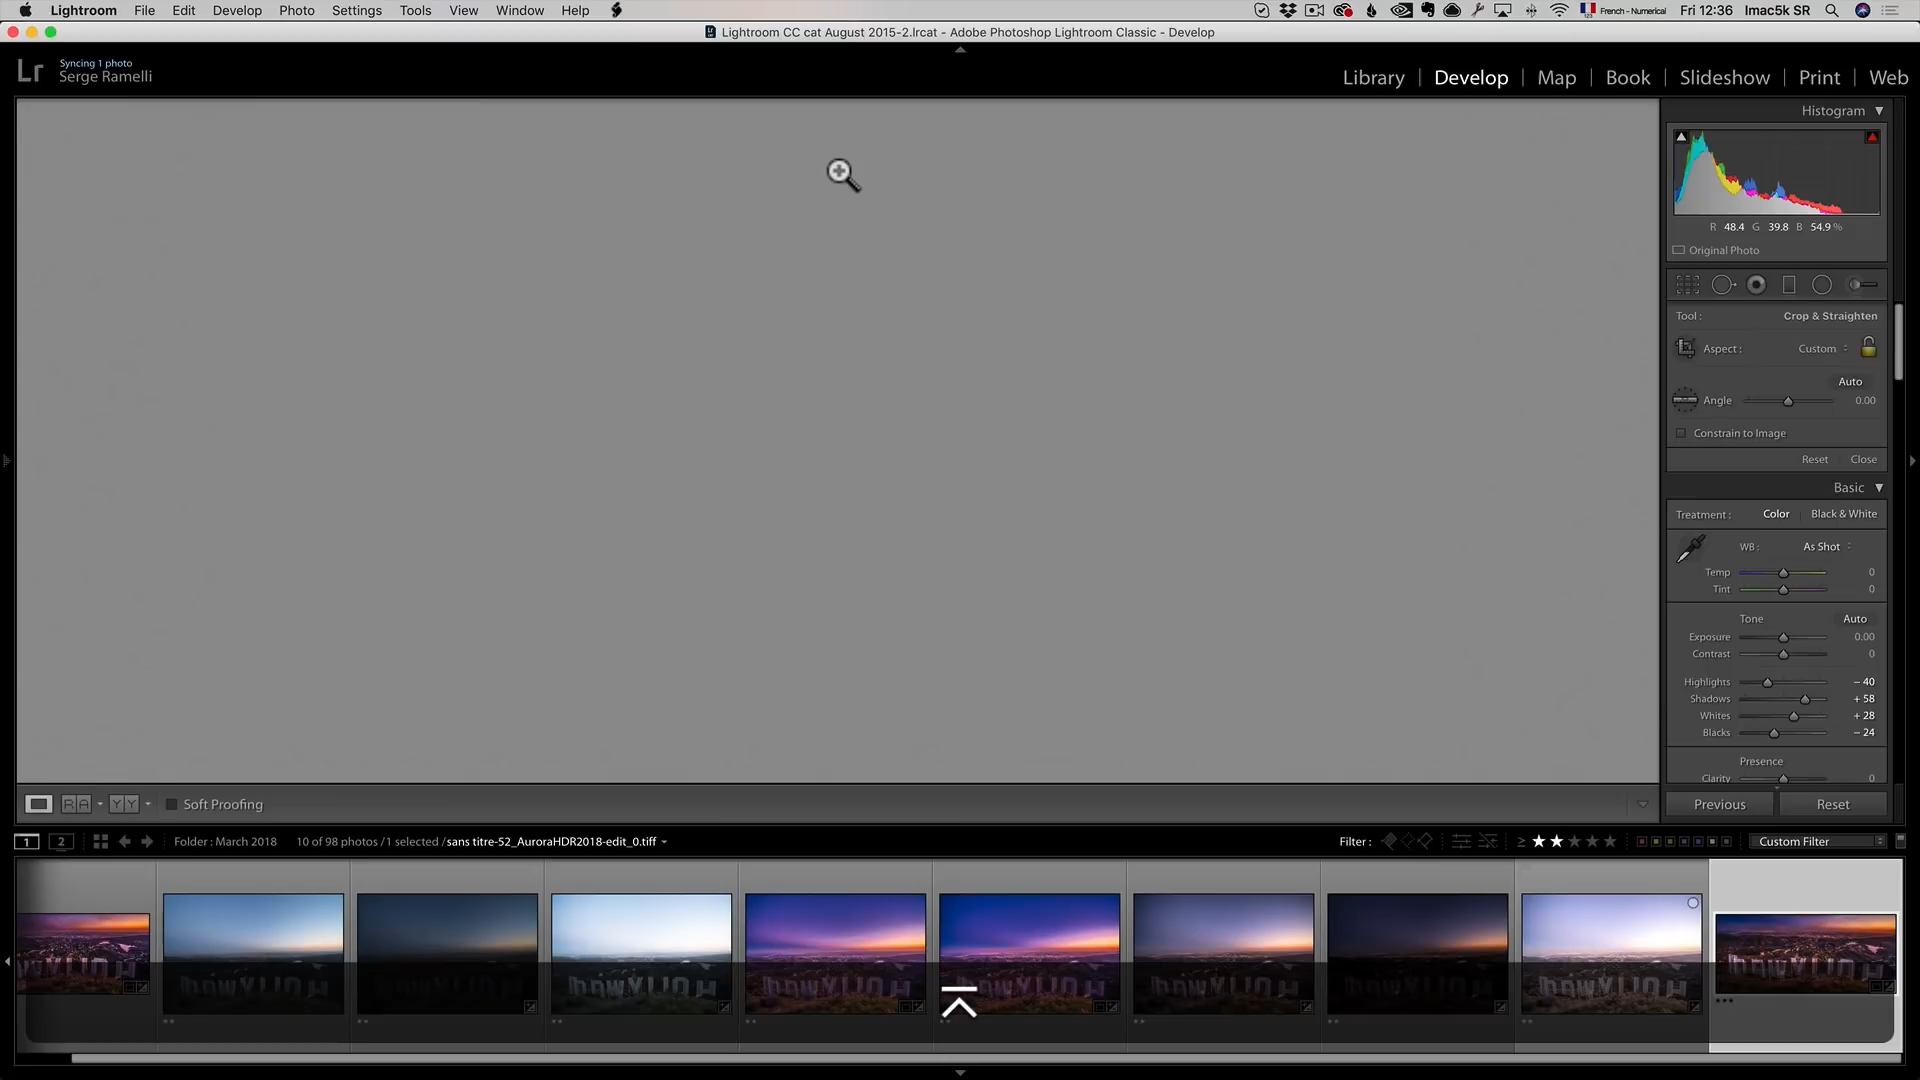 Lightroom File Edit Develop Photo Settings Tools View Window Help French - Numerical Fri 12:36 Imac5k SR
Lightroom CC cat August 2015-2.lrcat - Adobe Photoshop Lightroom Classic - Develop
Lr Syncing 1 photo
Serge Ramelli
Library | Develop | Map | Book | Slideshow | Print | Web
Histogram
R 48.4 G 39.8 B 54.9 %
Original Photo
Tool : Crop & Straighten
Aspect : Custom
Auto
Angle 0.00
Constrain to Image
Reset Close
Basic
Treatment : Color Black & White
WB : As Shot
Temp 0
Tint 0
Tone Auto
Exposure 0.00
Contrast 0
Highlights – 40
Shadows + 58
Whites + 28
Blacks – 24
Presence
Clarity 0
RA YY Soft Proofing
Previous Reset
1 2 Folder : March 2018 10 of 98 photos /1 selected /sans titre-52_AuroraHDR2018-edit_0.tiff Filter : ≥ ★★★★★ Custom Filter